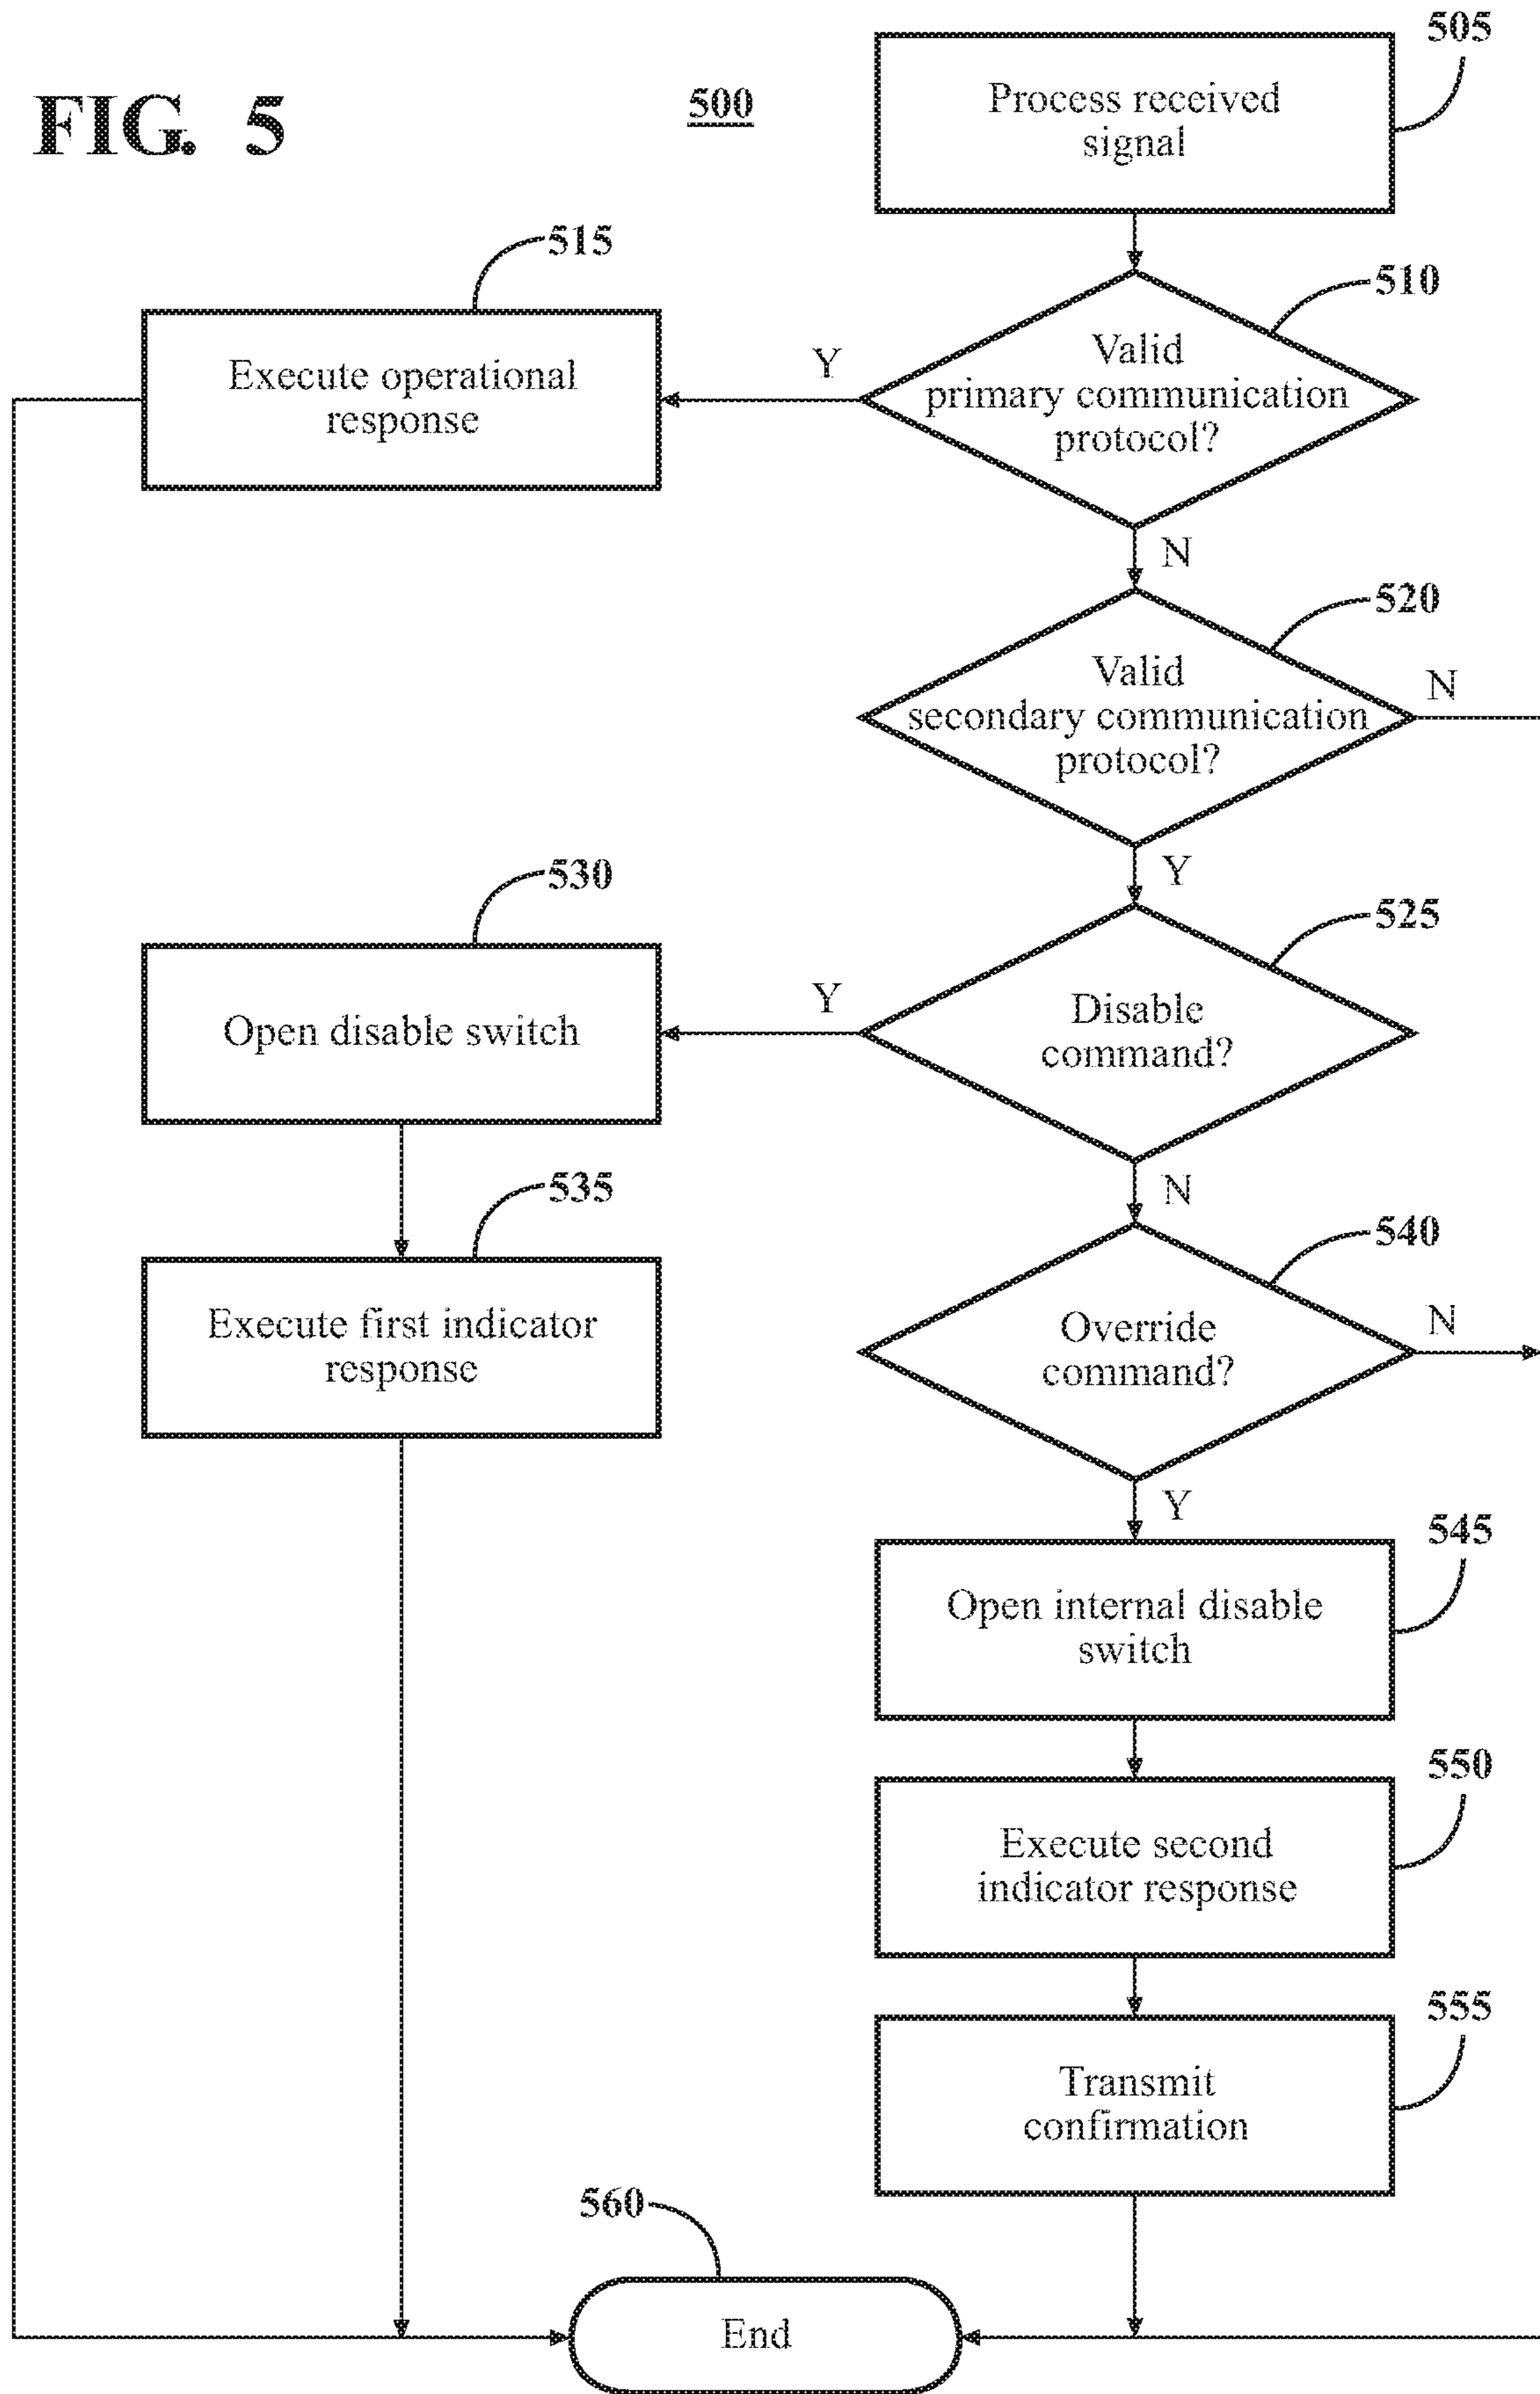 FIG. 5
500
505
Process received
signal
515
510
Execute operational
response
Y
Valid
primary communication
protocol?
N
520
Valid
secondary communication
protocol?
N
Y
530
525
Open disable switch
Y
Disable
command?
N
535
540
Execute first indicator
response
Override
command?
N
Y
545
Open internal disable
switch
550
Execute second
indicator response
555
Transmit
confirmation
560
End